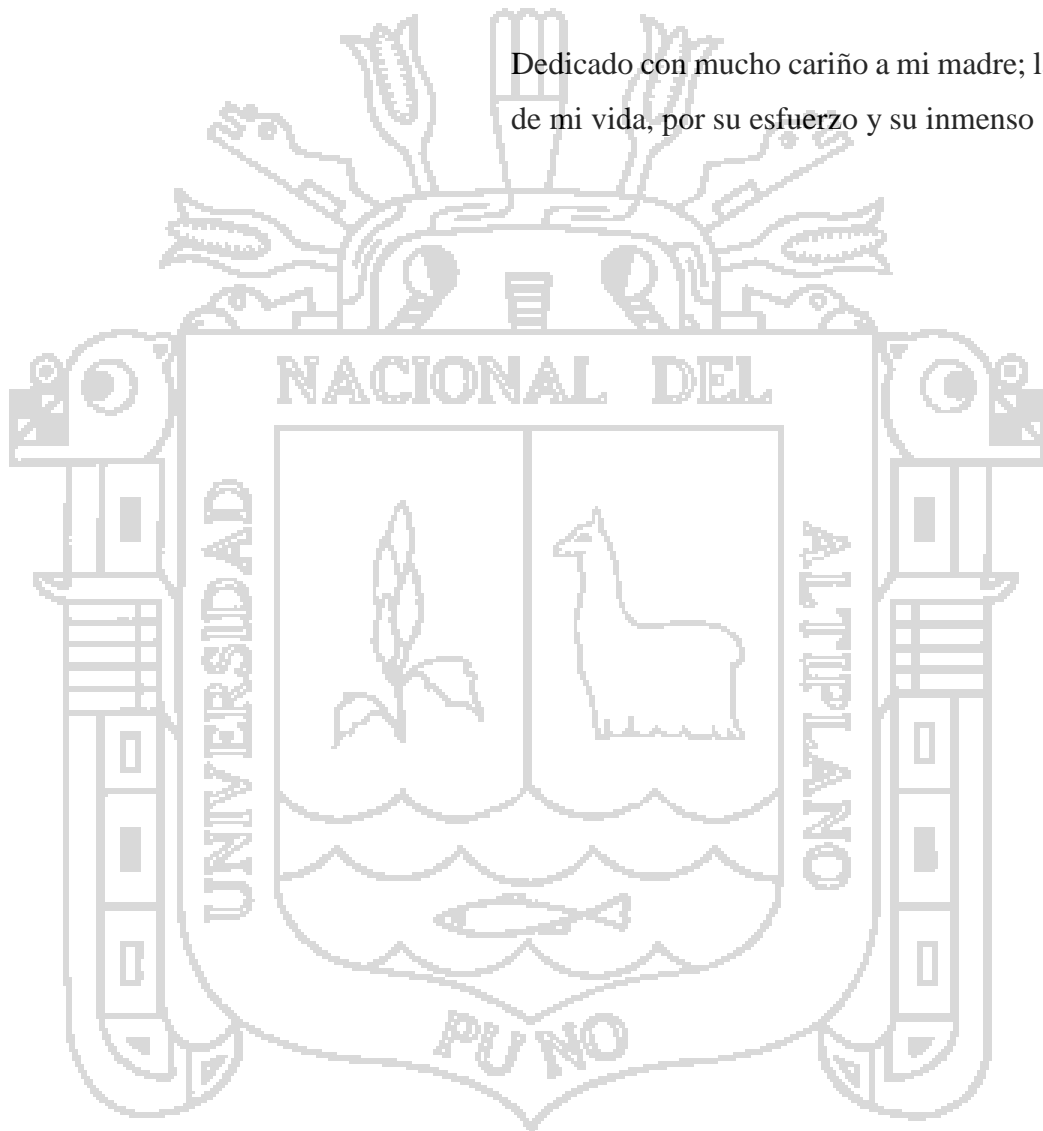 Dedicado con mucho cariño a mi madre; l
de mi vida, por su esfuerzo y su inmenso
NACIONAL DEL
UNIVERSIDAD
ALTIPLANO
PUNO